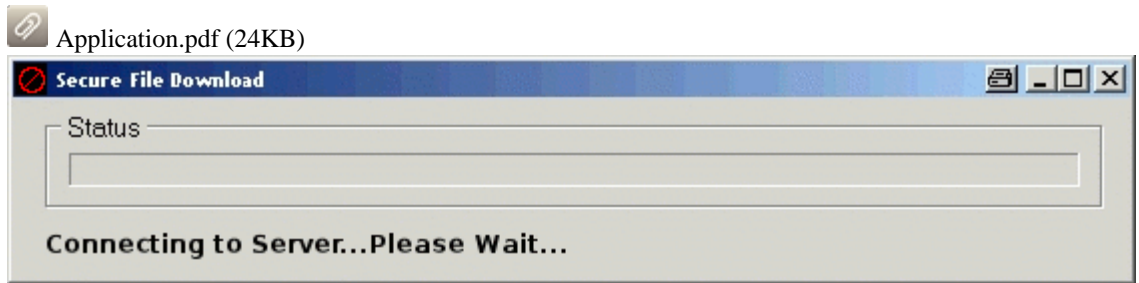 Application.pdf (24KB)
Secure File Download
Status
Connecting to Server...Please Wait...